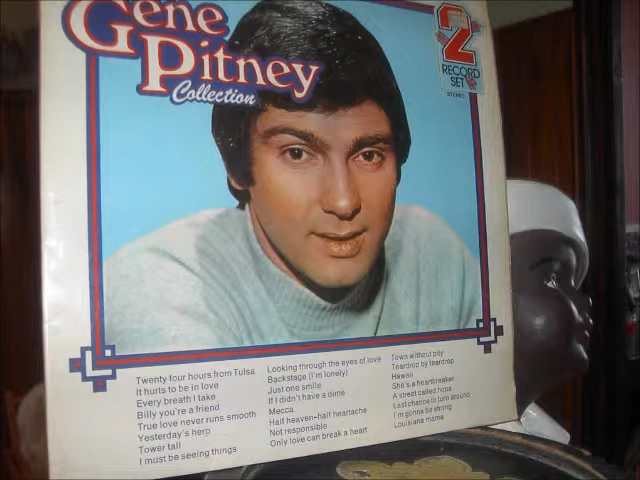 Gene
Pitney
Collection
2
RECORD
SET
STEREO
Twenty four hours from Tulsa
It hurts to be in love
Every breath I take
Billy you're a friend
True love never runs smooth
Yesterday's hero
Tower tall
I must be seeing things
Looking through the eyes of love
Backstage (I'm lonely)
Just one smile
If I didn't have a dime
Mecca
Half heaven-half heartache
Not responsible
Only love can break a heart
Town without pity
Teardrop by teardrop
Hawaii
She's a heartbreaker
A street called hope
Last chance to turn around
I'm gonna be strong
Louisiana mama